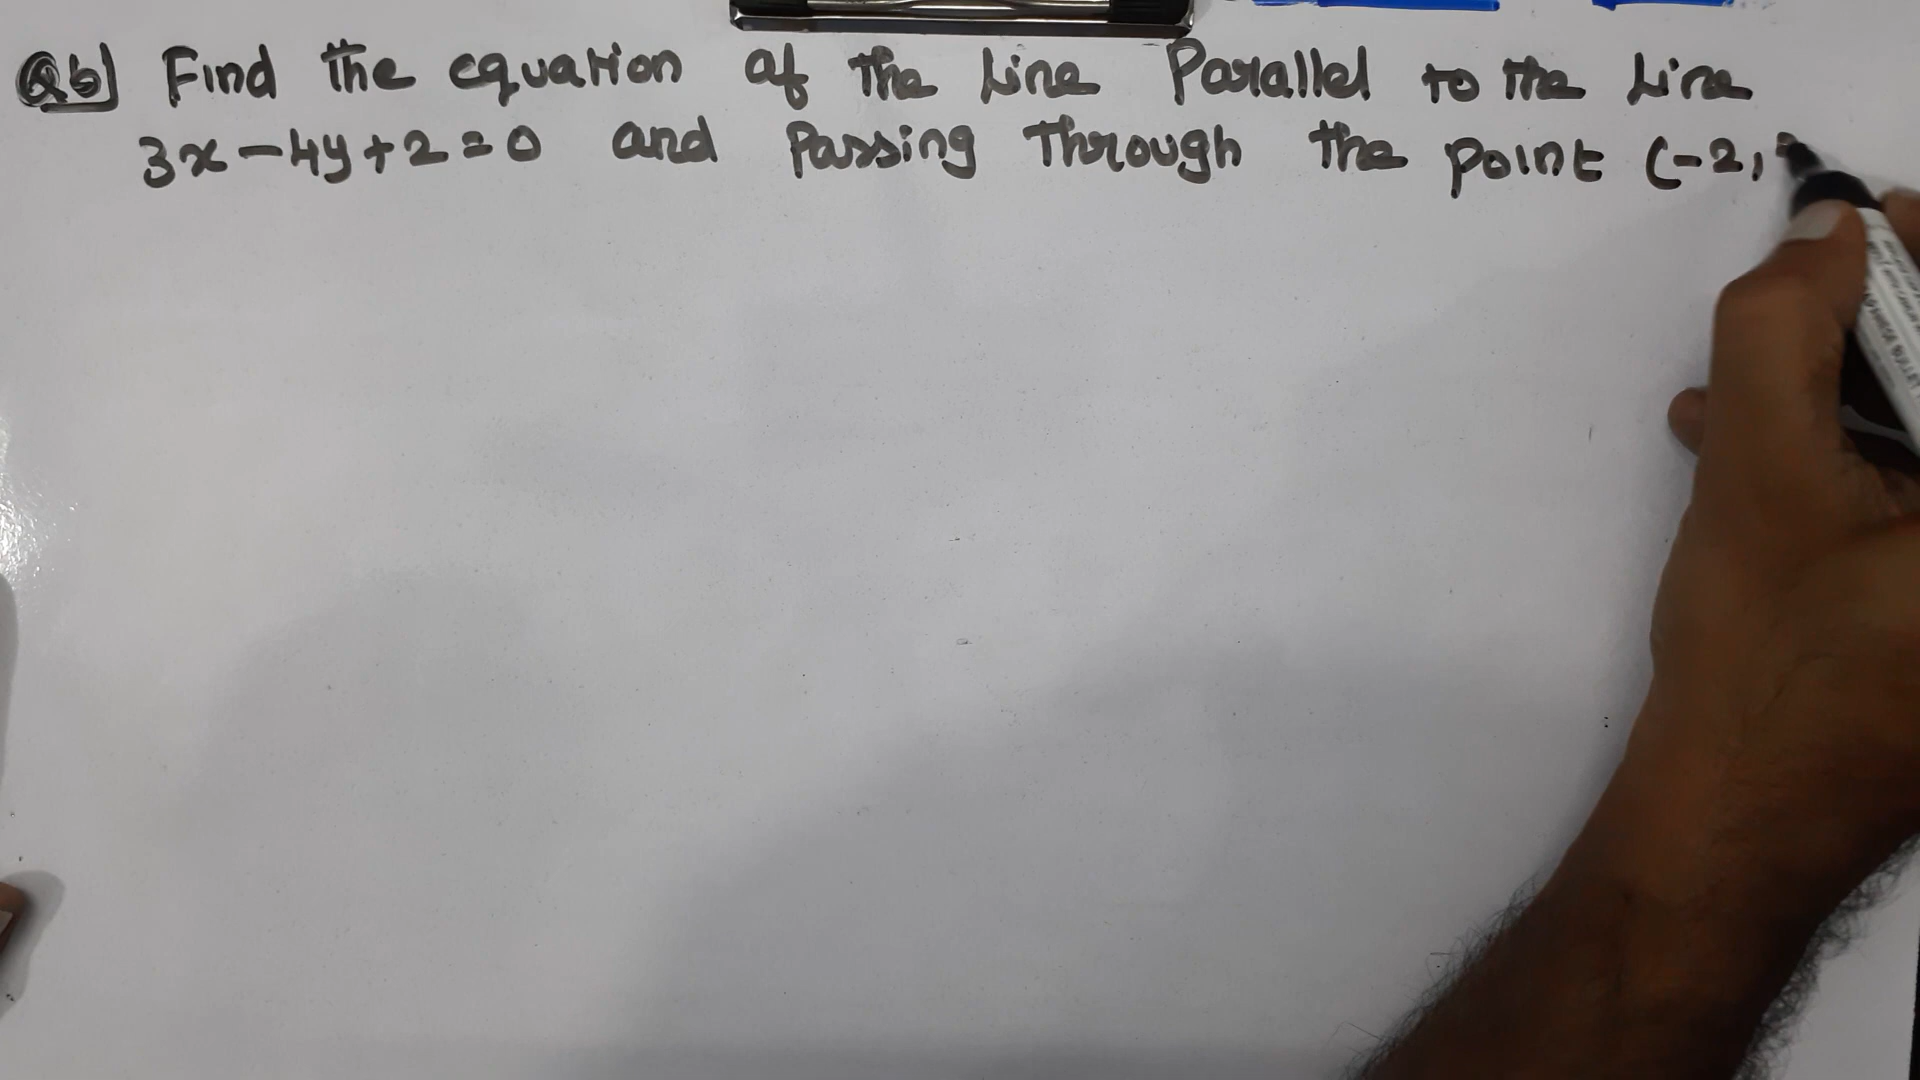 Q6) Find the equation of the Line Parallel to the Line
3x-4y+2=0 and Passing Through the point (-2,